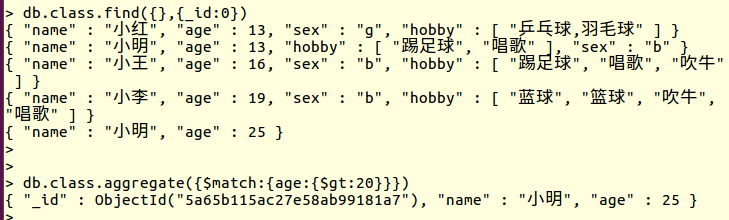 > db.class.find({},{_id:0})
{ "name" : "小红", "age" : 13, "sex" : "g", "hobby" : [ "乒乓球,羽毛球" ] }
{ "name" : "小明", "age" : 13, "hobby" : [ "踢足球", "唱歌" ], "sex" : "b" }
{ "name" : "小王", "age" : 16, "sex" : "b", "hobby" : [ "踢足球", "唱歌", "吹牛"
 ] }
{ "name" : "小李", "age" : 19, "sex" : "b", "hobby" : [ "蓝球", "篮球", "吹牛",
"唱歌" ] }
{ "name" : "小明", "age" : 25 }
>
>
> db.class.aggregate({$match:{age:{$gt:20}}})
{ "_id" : ObjectId("5a65b115ac27e58ab99181a7"), "name" : "小明", "age" : 25 }
>